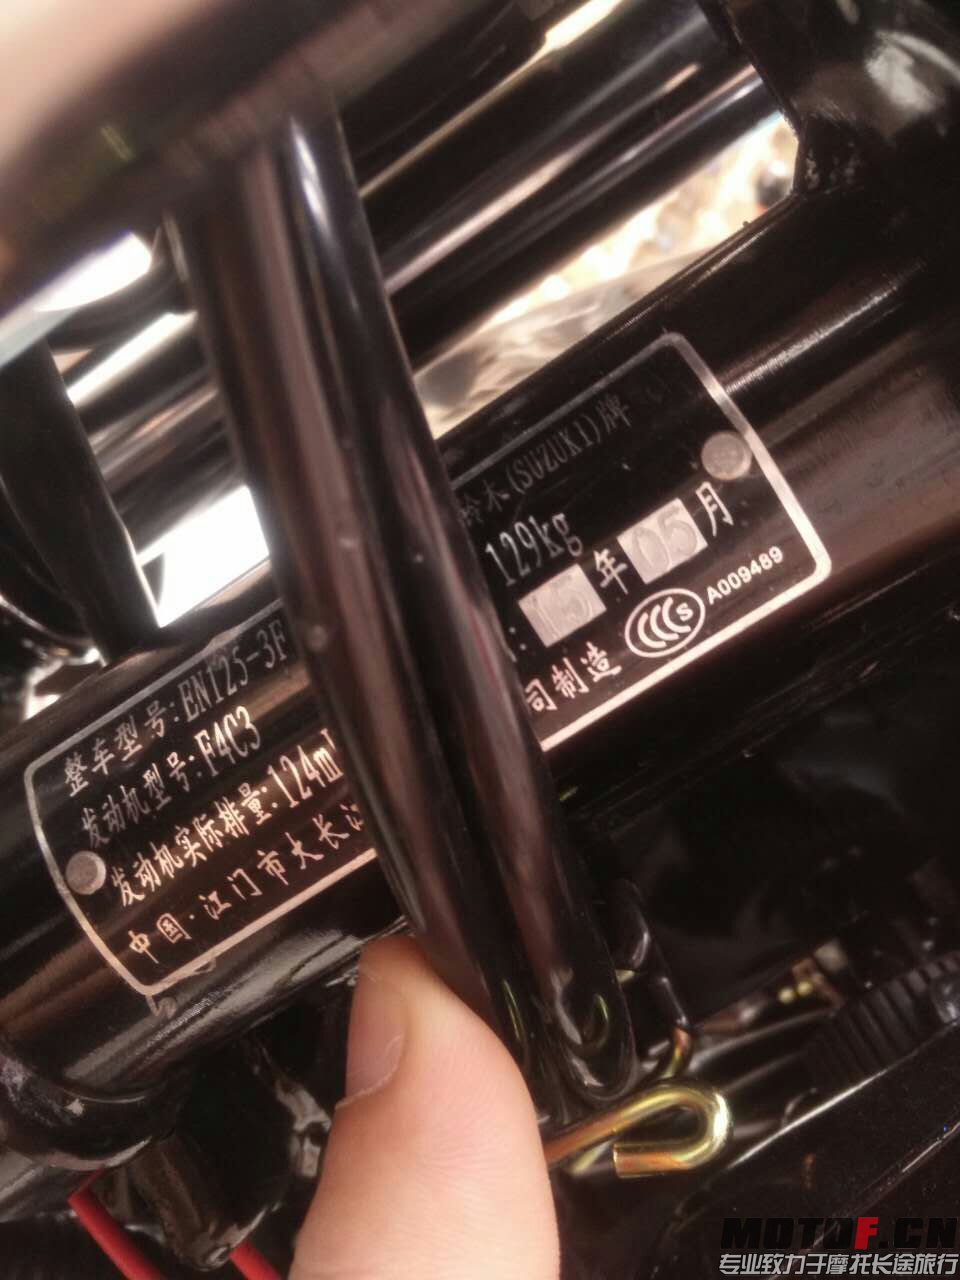 铃木(SUZUKI)牌
整车型号:EN125-3F
129kg
发动机型号:F4C3
15年05月
发动机实际排量:124ml
中国·江门市大长江
司制造
CCC S A009489
MOTOF.CN
专业致力于摩托长途旅行